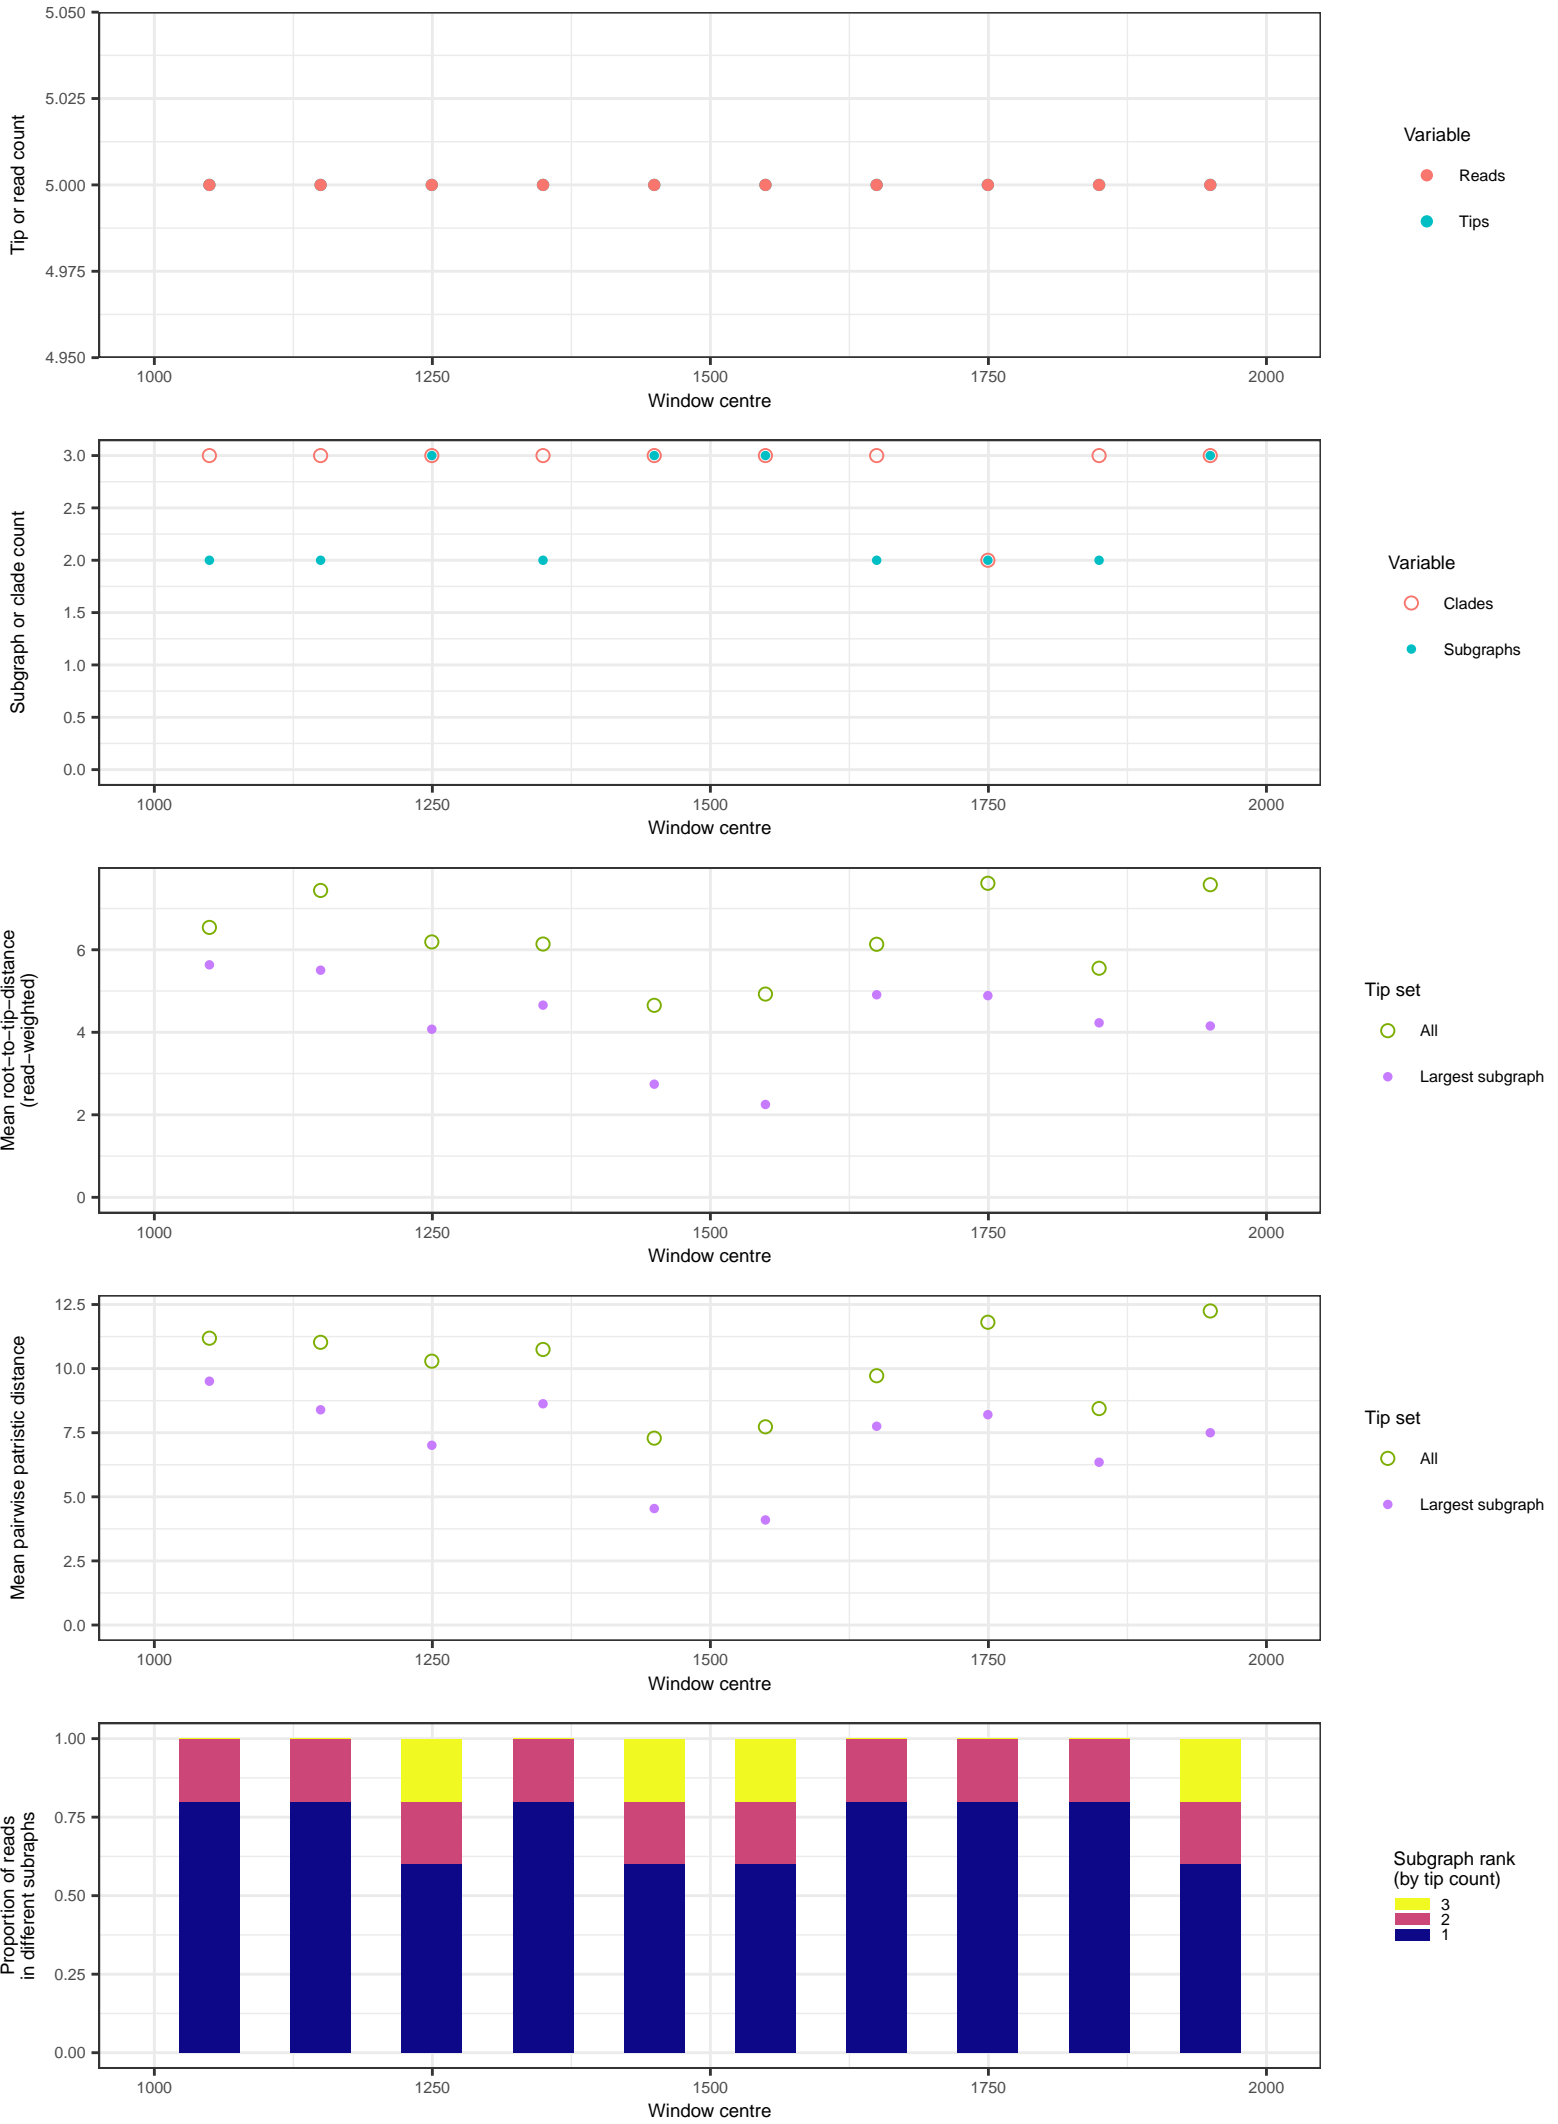 5.050
5.025
5.000
4.975
4.950
Tip or read count
1000 1250 1500 1750 2000
Window centre
Variable
Reads
Tips
3.0
2.5
2.0
1.5
1.0
0.5
0.0
Subgraph or clade count
1000 1250 1500 1750 2000
Window centre
Variable
Clades
Subgraphs
6
4
2
0
Mean root−to−tip−distance
(read−weighted)
1000 1250 1500 1750 2000
Window centre
Tip set
All
Largest subgraph
12.5
10.0
7.5
5.0
2.5
0.0
Mean pairwise patristic distance
1000 1250 1500 1750 2000
Window centre
Tip set
All
Largest subgraph
1.00
0.75
0.50
0.25
0.00
Proportion of reads
in different subraphs
1000 1250 1500 1750 2000
Window centre
Subgraph rank
(by tip count)
3
2
1